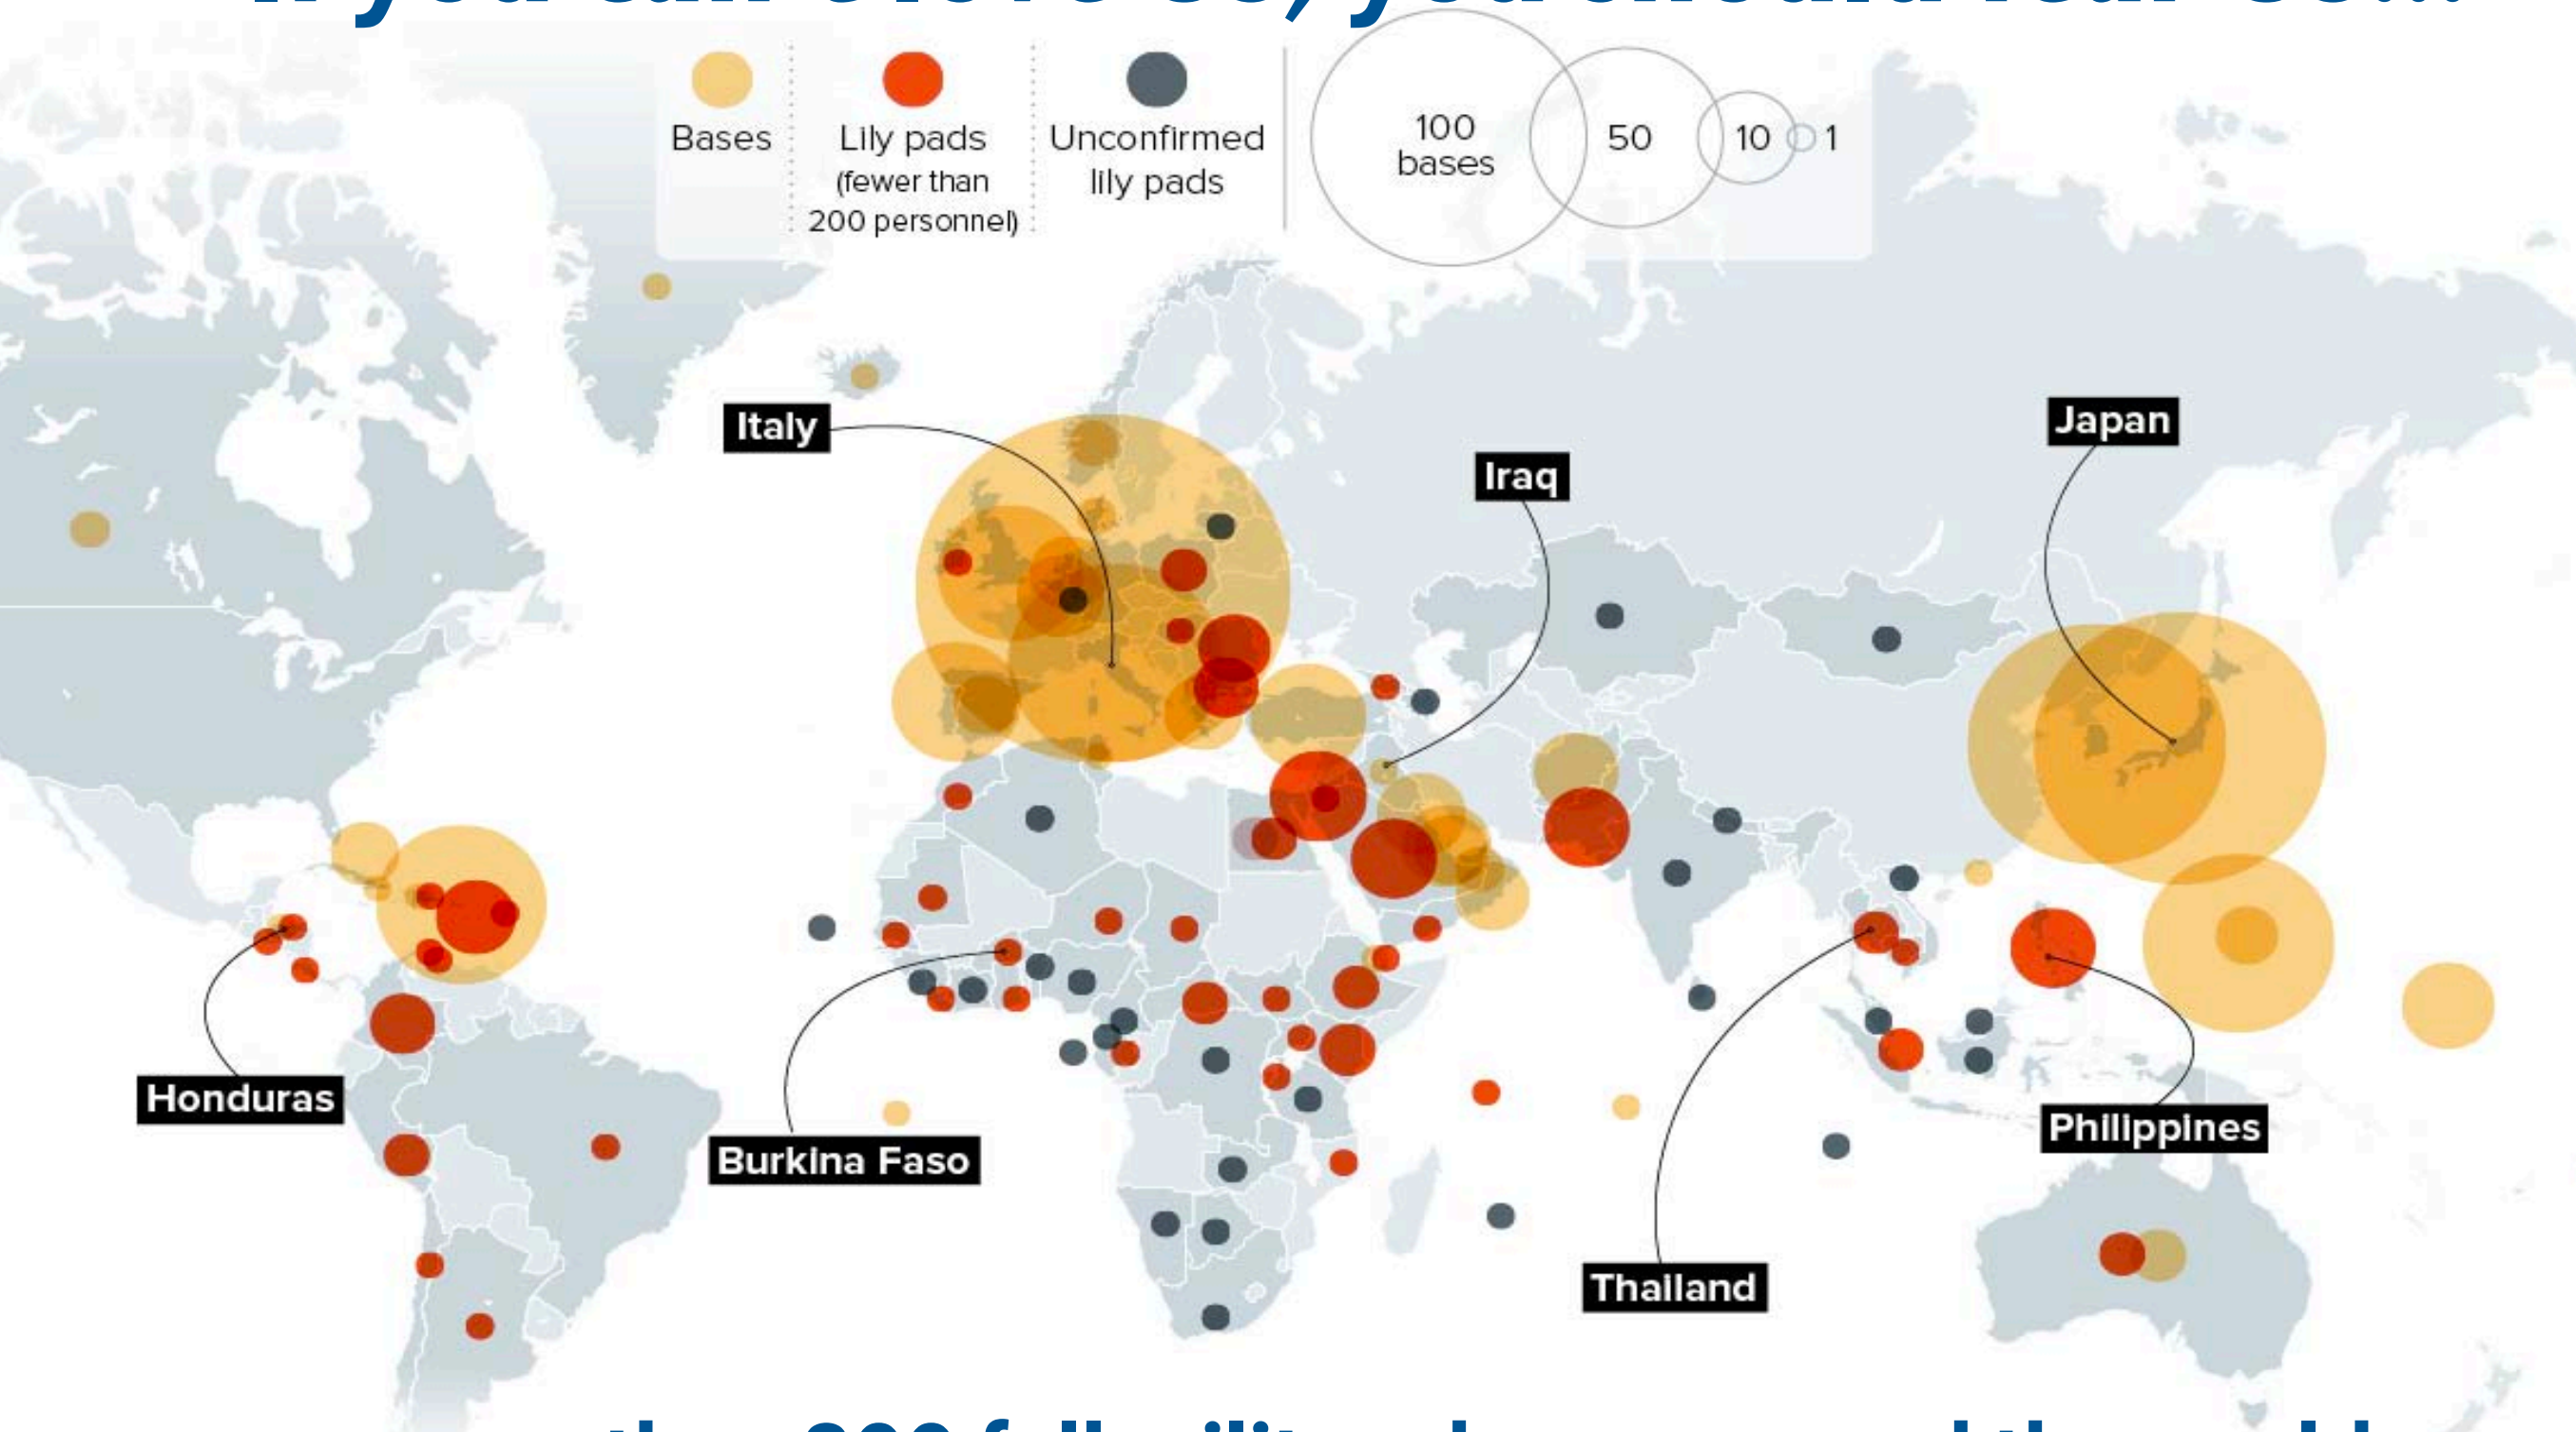 Bases
Lily pads
(fewer than
200 personnel)
Unconfirmed
lily pads
100
bases
50
10
1
Italy
Iraq
Japan
Honduras
Burkina Faso
Thailand
Philippines